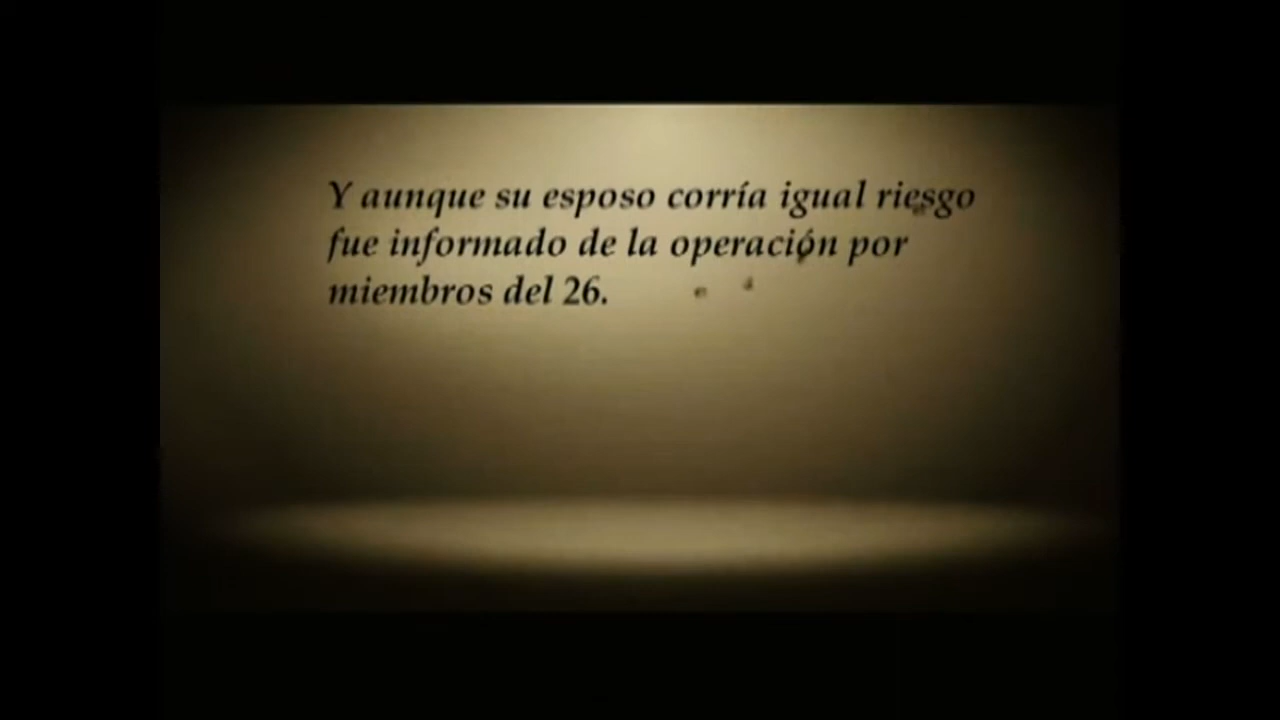 Y aunque su esposo corría igual riesgo
fue informado de la operación por
miembros del 26.